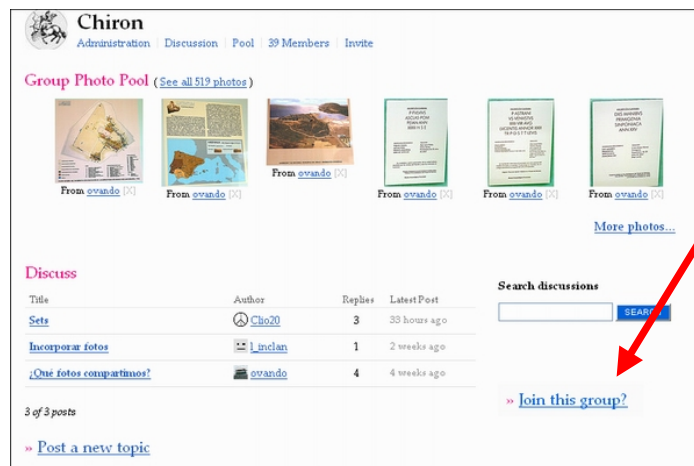 Chiron
Administration | Discussion | Pool | 39 Members | Invite
Group Photo Pool ( See all 519 photos )
From ovando [X]
From ovando [X]
From ovando [X]
From ovando [X]
From ovando [X]
From ovando [X]
More photos...
Discuss
Title Author Replies Latest Post
Sets Clio20 3 33 hours ago
Incorporar fotos l_inclan 1 2 weeks ago
¿Qué fotos compartimos? ovando 4 4 weeks ago
3 of 3 posts
» Post a new topic
Search discussions
SEARCH
» Join this group?